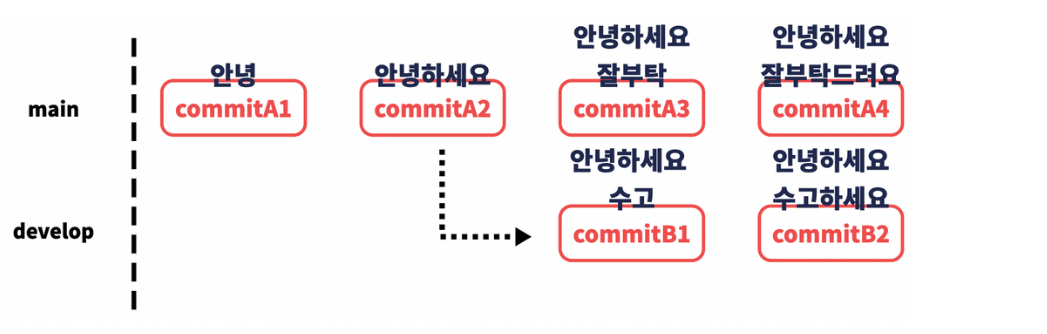 안녕하세요
안녕하세요
안녕
안녕하세요
잘부탁
잘부탁드려요
main
commitA1
commitA2
commitA3
commitA4
안녕하세요
안녕하세요
수고
수고하세요
develop
commitB1
commitB2